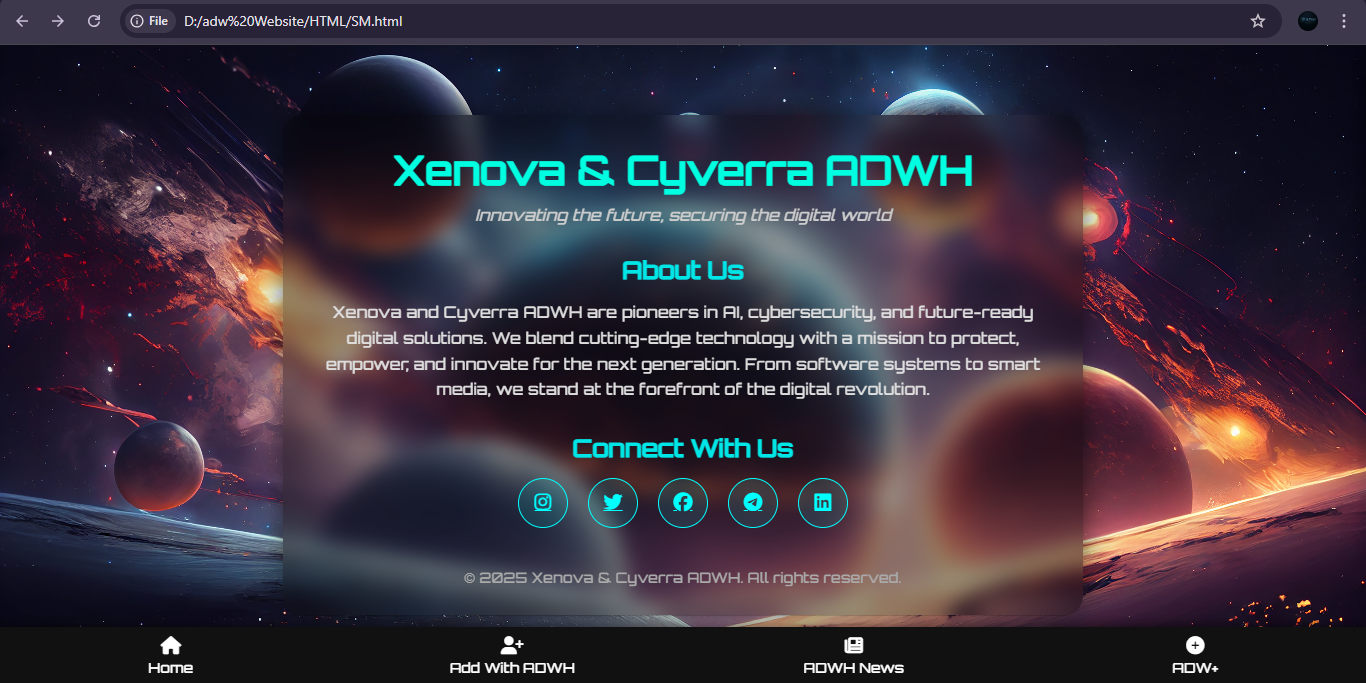 File D:/adw%20Website/HTML/SM.html
Xenova & Cyverra ADWH
Innovating the future, securing the digital world
About Us
Xenova and Cyverra ADWH are pioneers in AI, cybersecurity, and future-ready
digital solutions. We blend cutting-edge technology with a mission to protect,
empower, and innovate for the next generation. From software systems to smart
media, we stand at the forefront of the digital revolution.
Connect With Us
© 2025 Xenova & Cyverra ADWH. All rights reserved.
Home Add With ADWH ADWH News ADW+